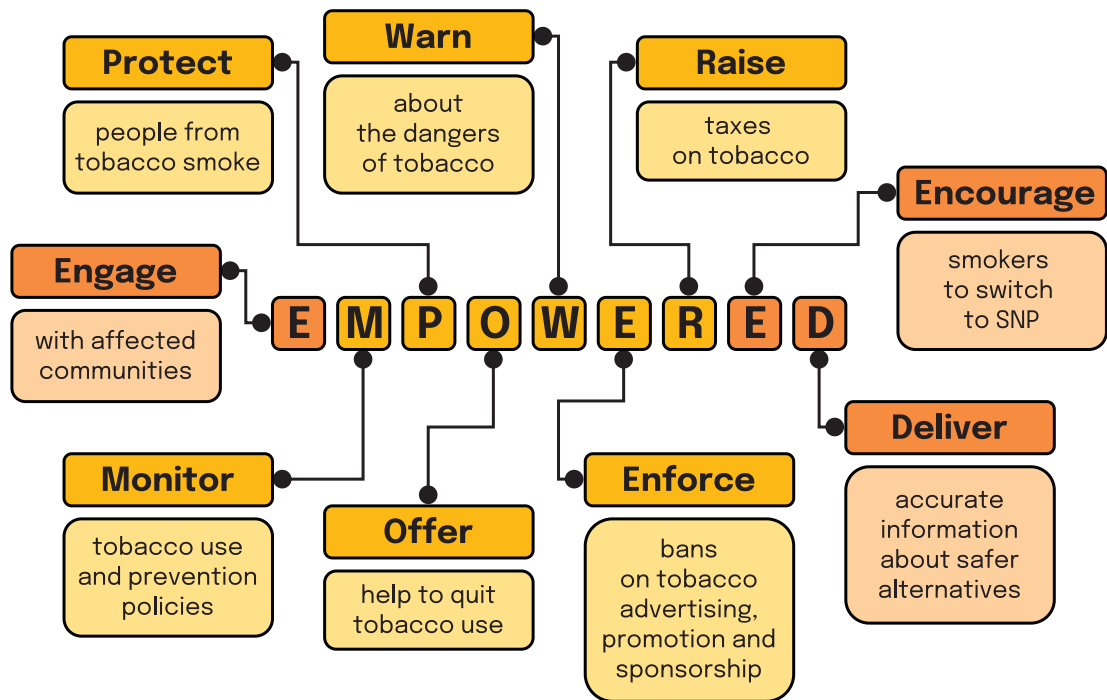 Protect
people from
tobacco smoke
Warn
about
the dangers
of tobacco
Raise
taxes
on tobacco
Encourage
smokers
to switch
to SNP
Engage
with affected
communities
E M P O W E R E D
Monitor
tobacco use
and prevention
policies
Offer
help to quit
tobacco use
Enforce
bans
on tobacco
advertising,
promotion and
sponsorship
Deliver
accurate
information
about safer
alternatives